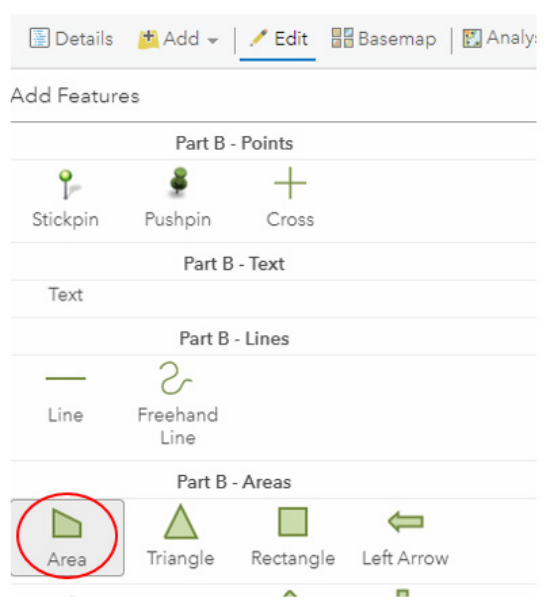 Details Add Edit Basemap Analy
Add Features
Part B - Points
Stickpin Pushpin Cross
Part B - Text
Text
Part B - Lines
Line Freehand
Line
Part B - Areas
Area Triangle Rectangle Left Arrow